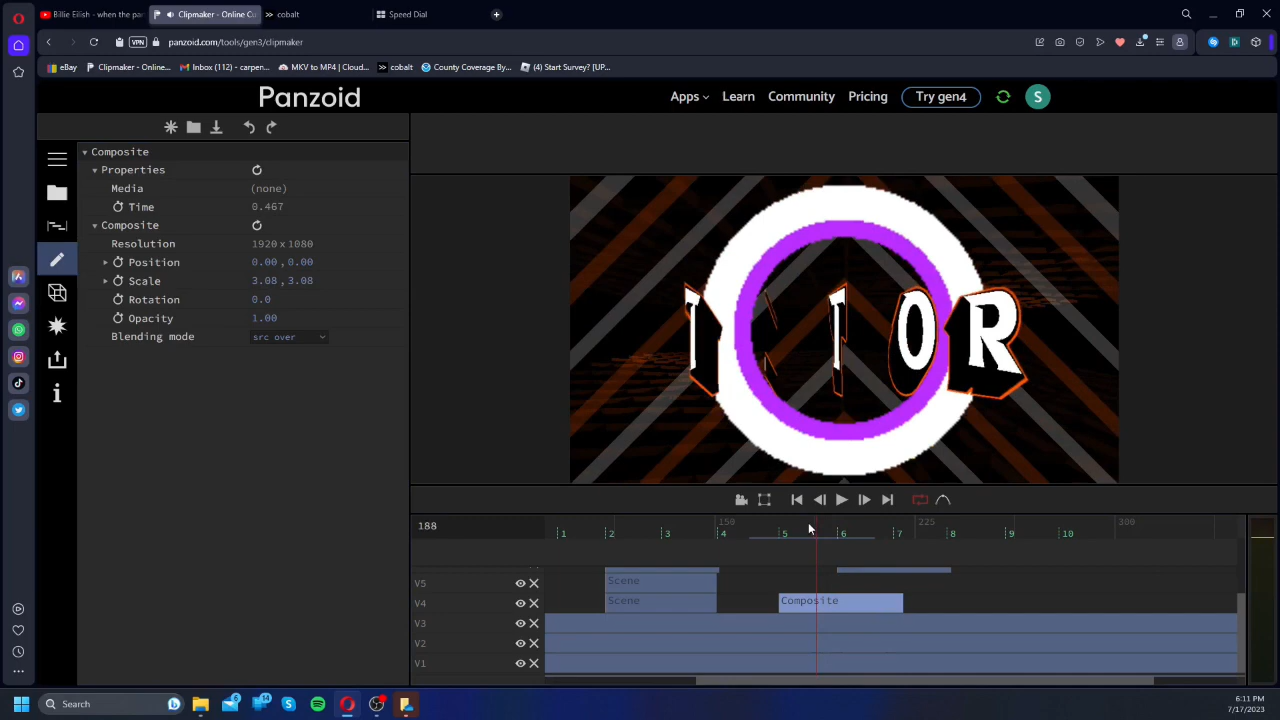 Billie Eilish - when the pa
Clipmaker - Online Co
>> cobalt
Speed Dial
VPN
panzoid.com/tools/gen3/clipmaker
eBay
Clipmaker - Online...
Inbox (112) - carpen...
MKV to MP4 | Cloud...
>> cobalt
County Coverage By...
(4) Start Survey? [UP...
Panzoid
Apps
Learn
Community
Pricing
Try gen4
S
Composite
Properties
Media (none)
Time 0.467
Composite
Resolution 1920x1080
Position 0.00,0.00
Scale 3.08,3.08
Rotation 0.0
Opacity 1.00
Blending mode src over
I T O R
188
150 225 300
1 2 3 4 5 6 7 8 9 10
V5 Scene
V4 Scene Composite
V3
V2
V1
Search
6
14
6:11 PM
7/17/2023